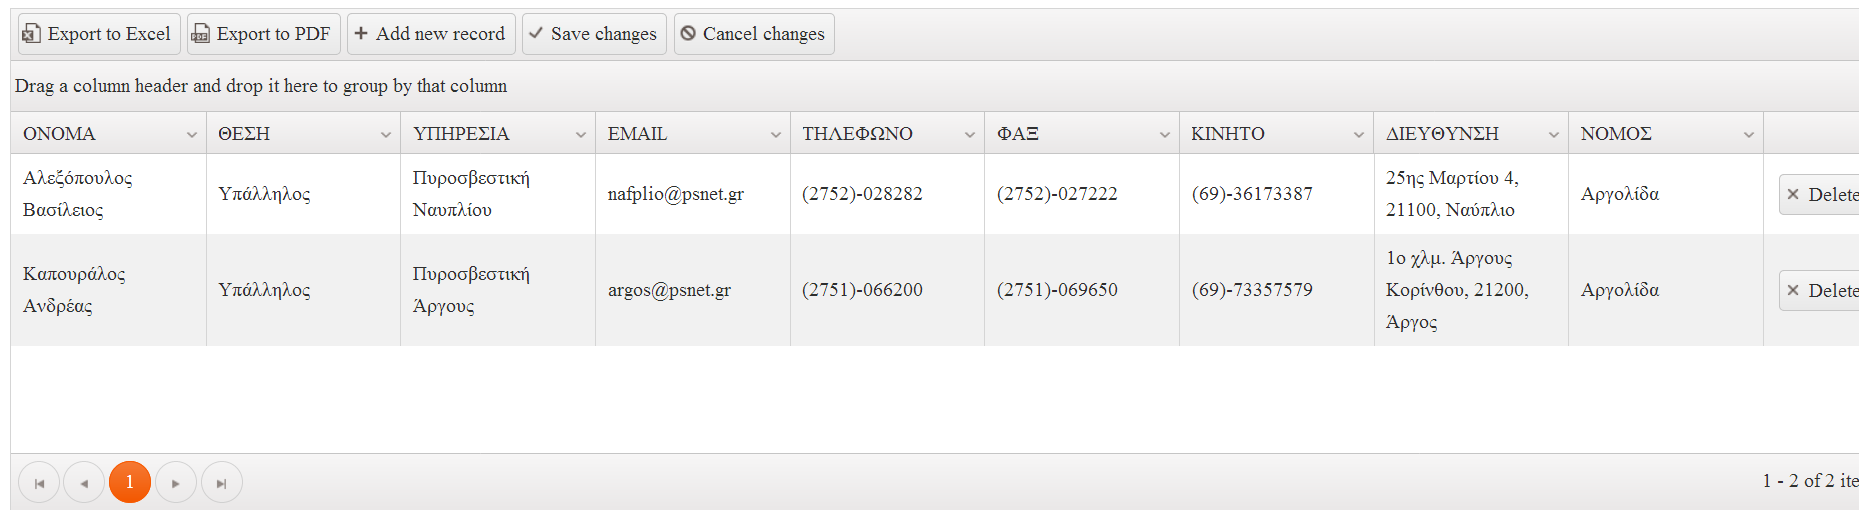 Export to Excel
Export to PDF
Add new record
Save changes
Cancel changes
Drag a column header and drop it here to group by that column
ΟΝΟΜΑ
ΘΕΣΗ
ΥΠΗΡΕΣΙΑ
EMAIL
ΤΗΛΕΦΩΝΟ
ΦΑΞ
ΚΙΝΗΤΟ
ΔΙΕΥΘΥΝΣΗ
ΝΟΜΟΣ
Αλεξόπουλος
Βασίλειος
Υπάλληλος
Πυροσβεστική
Ναυπλίου
nafplio@psnet.gr
(2752)-028282
(2752)-027222
(69)-36173387
25ης Μαρτίου 4,
21100, Ναύπλιο
Αργολίδα
Delete
Καπουράλος
Ανδρέας
Υπάλληλος
Πυροσβεστική
Άργους
argos@psnet.gr
(2751)-066200
(2751)-069650
(69)-73357579
1ο χλμ. Άργους
Κορίνθου, 21200,
Άργος
Αργολίδα
Delete
1
1 - 2 of 2 ite